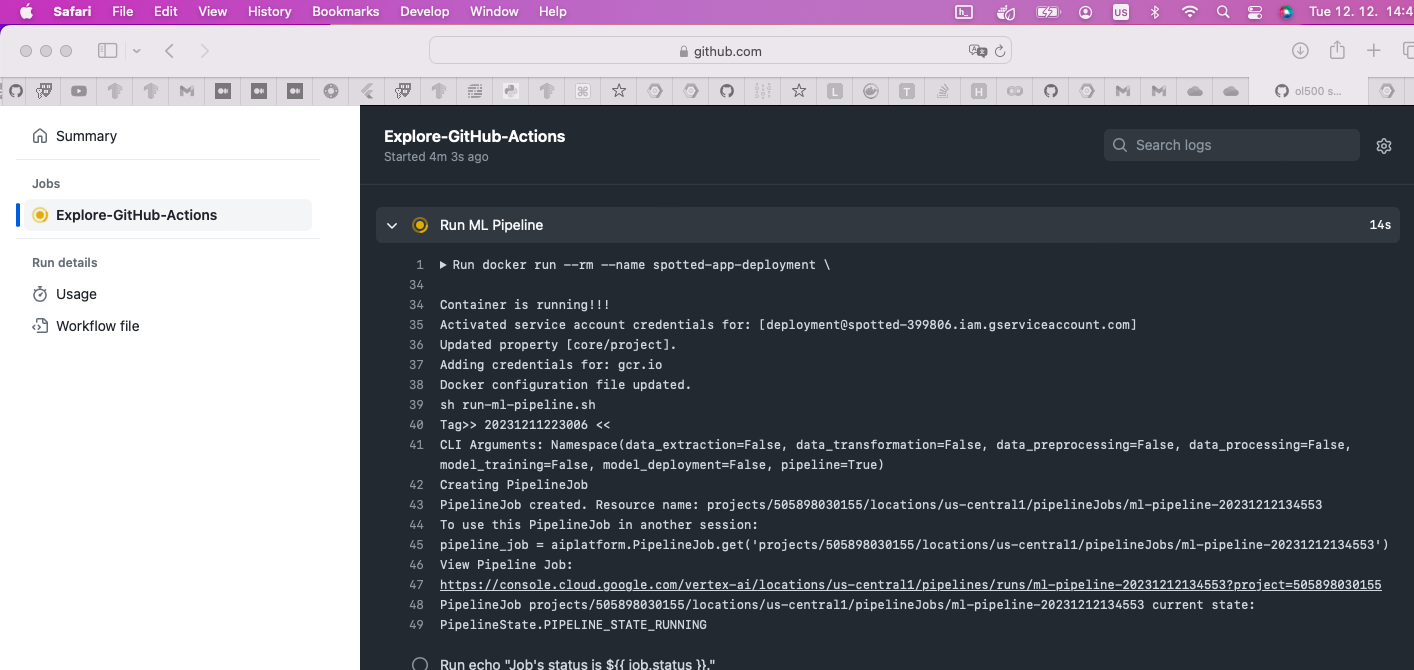 Safari File Edit View History Bookmarks Develop Window Help US Tue 12. 12. 14:4
github.com
L T H ol500 s...
Summary
Jobs
Explore-GitHub-Actions
Run details
Usage
Workflow file
Explore-GitHub-Actions
Started 4m 3s ago
Search logs
Run ML Pipeline 14s
1 Run docker run --rm --name spotted-app-deployment \
34
34 Container is running!!!
35 Activated service account credentials for: [deployment@spotted-399806.iam.gserviceaccount.com]
36 Updated property [core/project].
37 Adding credentials for: gcr.io
38 Docker configuration file updated.
39 sh run-ml-pipeline.sh
40 Tag>> 20231211223006 <<
41 CLI Arguments: Namespace(data_extraction=False, data_transformation=False, data_preprocessing=False, data_processing=False,
model_training=False, model_deployment=False, pipeline=True)
42 Creating PipelineJob
43 PipelineJob created. Resource name: projects/505898030155/locations/us-central1/pipelineJobs/ml-pipeline-20231212134553
44 To use this PipelineJob in another session:
45 pipeline_job = aiplatform.PipelineJob.get('projects/505898030155/locations/us-central1/pipelineJobs/ml-pipeline-20231212134553')
46 View Pipeline Job:
47 https://console.cloud.google.com/vertex-ai/locations/us-central1/pipelines/runs/ml-pipeline-20231212134553?project=505898030155
48 PipelineJob projects/505898030155/locations/us-central1/pipelineJobs/ml-pipeline-20231212134553 current state:
49 PipelineState.PIPELINE_STATE_RUNNING
Run echo "Job's status is ${{ job.status }}."